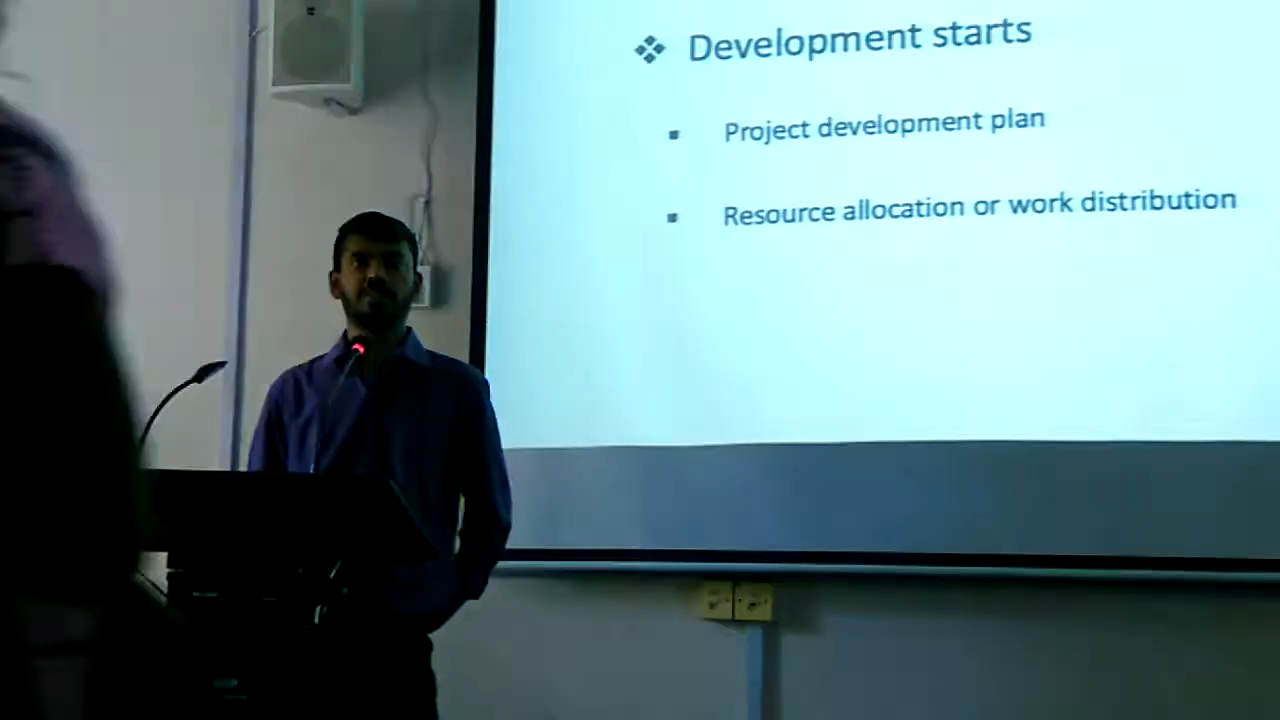 Development starts
Project development plan
Resource allocation or work distribution